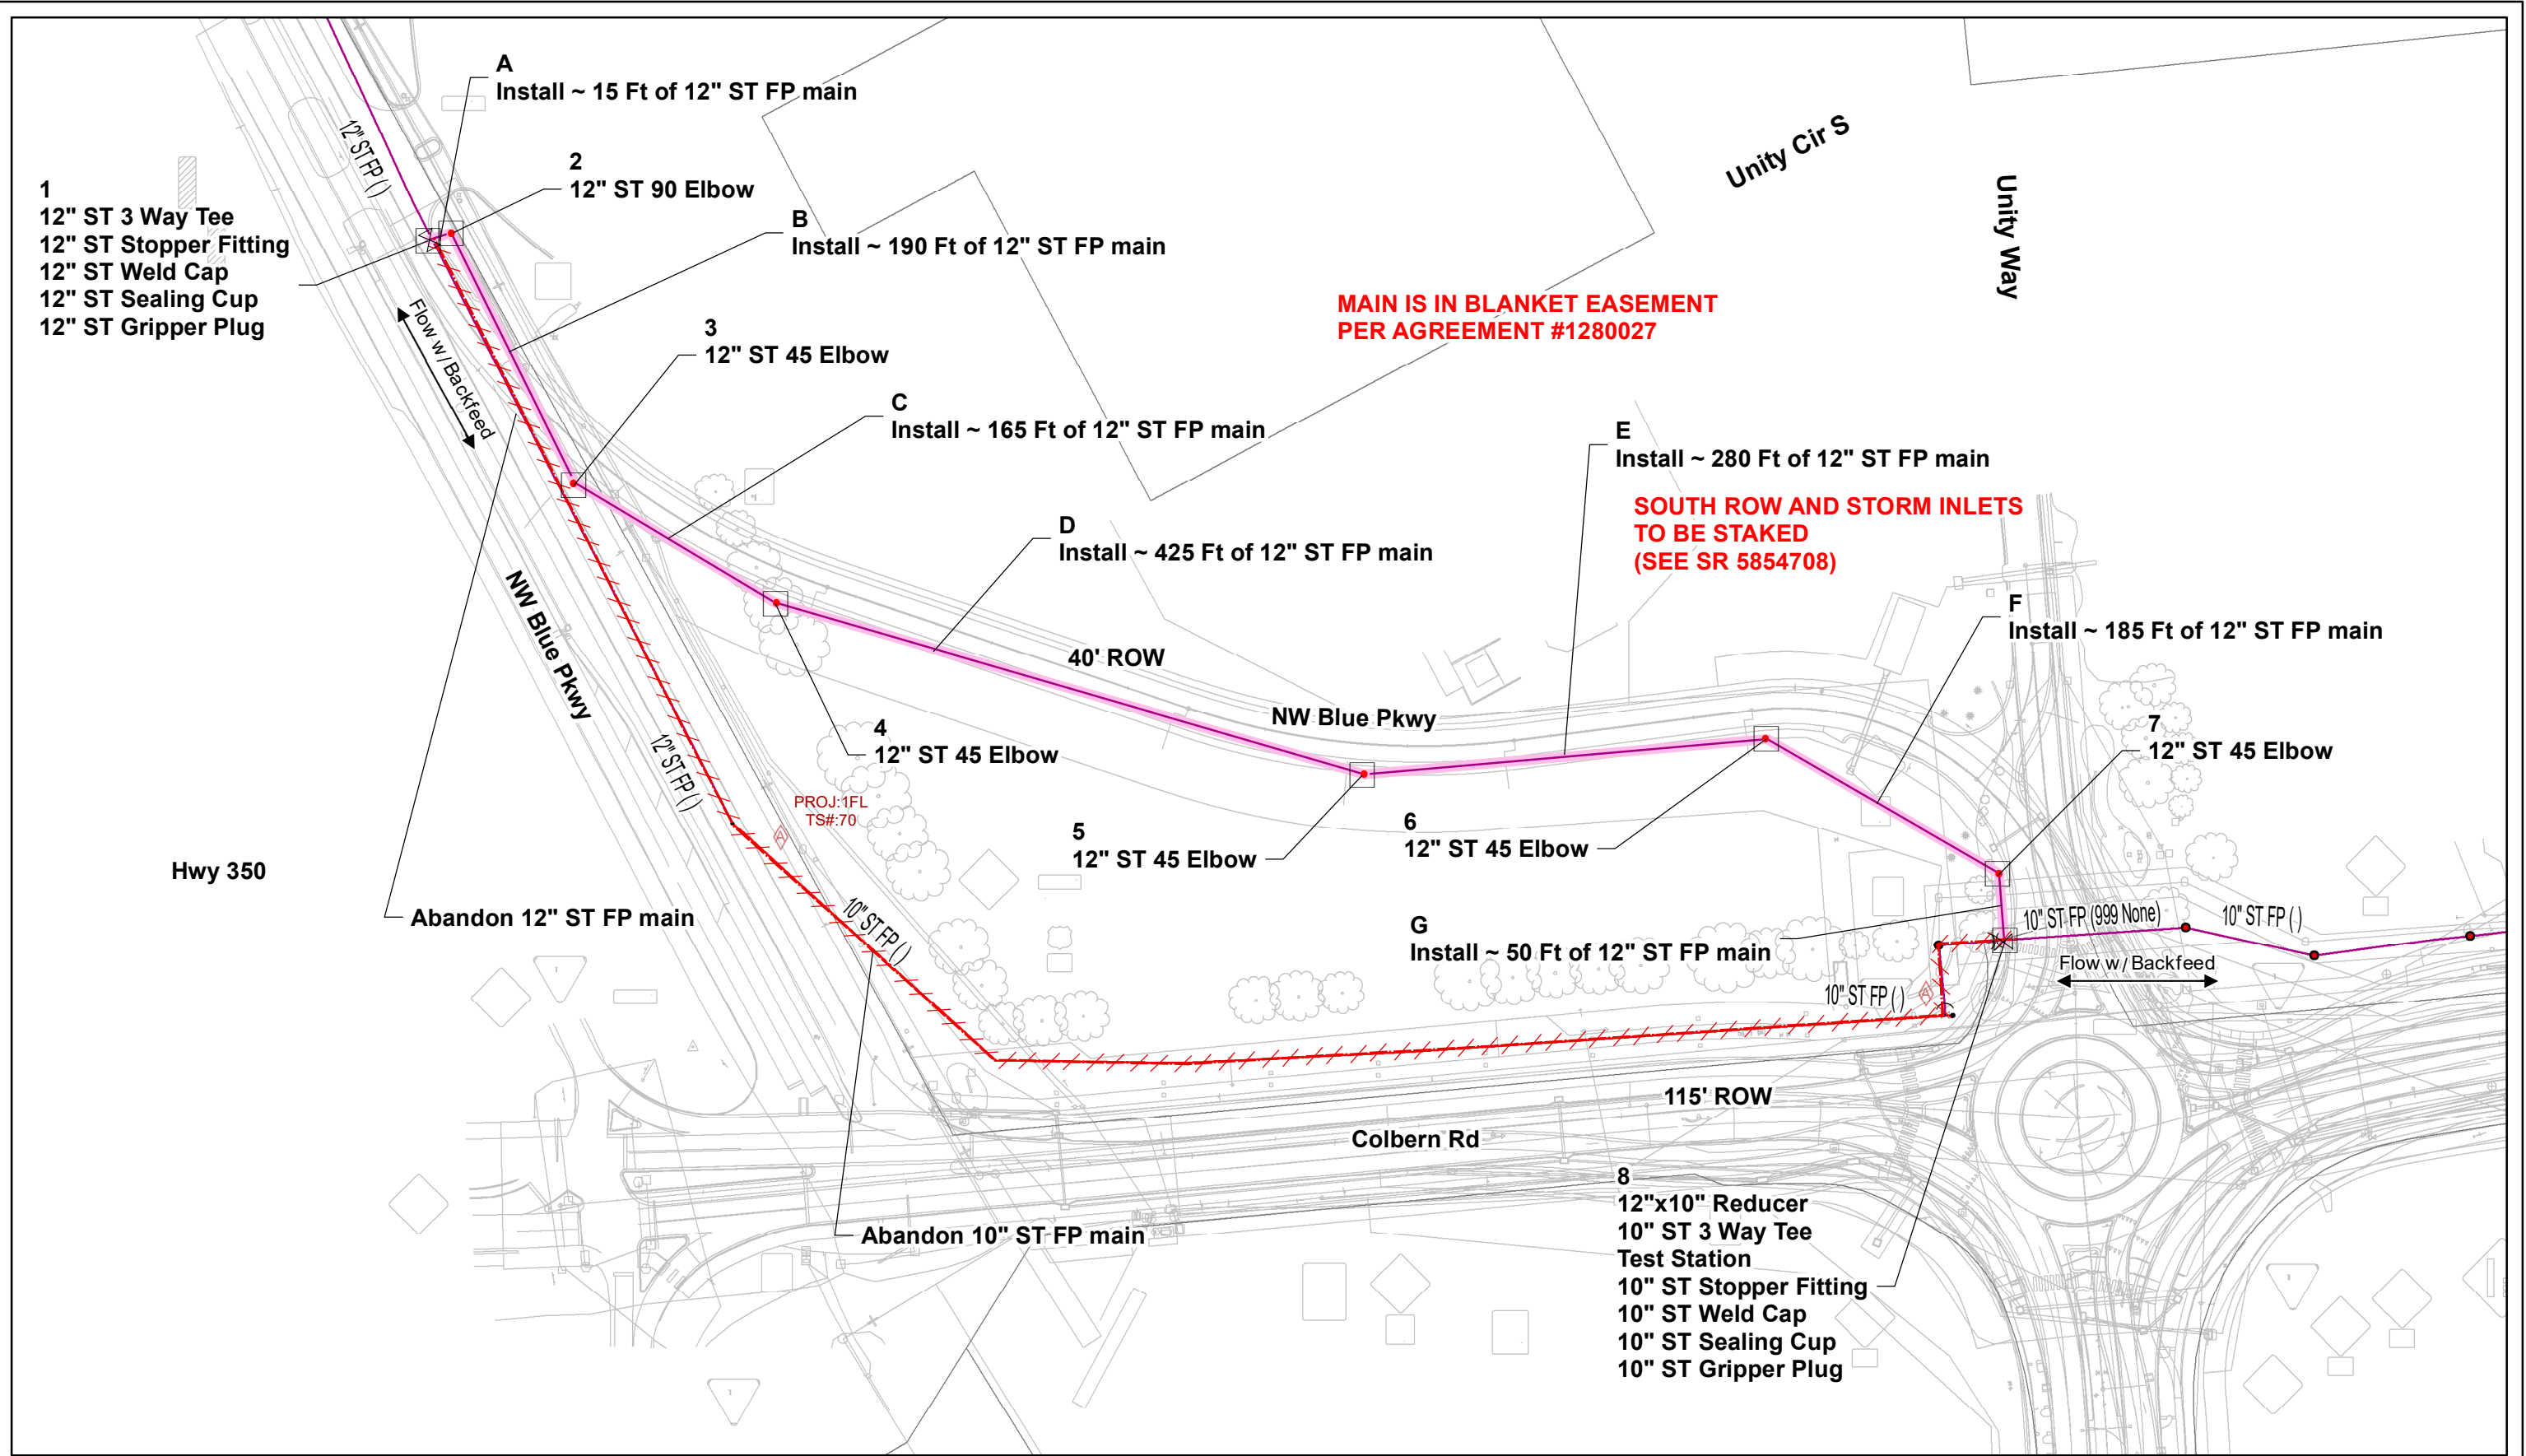 A
Install ~ 15 Ft of 12" ST FP main
12" ST FP ( )
1
12" ST 3 Way Tee
12" ST Stopper Fitting
12" ST Weld Cap
12" ST Sealing Cup
12" ST Gripper Plug
2
12" ST 90 Elbow
B
Install ~ 190 Ft of 12" ST FP main
Unity Cir S
Unity Way
MAIN IS IN BLANKET EASEMENT
PER AGREEMENT #1280027
Flow w/ Backfeed
3
12" ST 45 Elbow
C
Install ~ 165 Ft of 12" ST FP main
E
Install ~ 280 Ft of 12" ST FP main
SOUTH ROW AND STORM INLETS
TO BE STAKED
(SEE SR 5854708)
D
Install ~ 425 Ft of 12" ST FP main
F
Install ~ 185 Ft of 12" ST FP main
NW Blue Pkwy
40' ROW
NW Blue Pkwy
4
12" ST 45 Elbow
7
12" ST 45 Elbow
12" ST FP ( )
PROJ:1FL
TS#:70
5
12" ST 45 Elbow
6
12" ST 45 Elbow
Hwy 350
Abandon 12" ST FP main
10" ST FP ( )
G
Install ~ 50 Ft of 12" ST FP main
10" ST FP (999 None)
10" ST FP ( )
Flow w/ Backfeed
10" ST FP ( )
115' ROW
Colbern Rd
Abandon 10" ST FP main
8
12"x10" Reducer
10" ST 3 Way Tee
Test Station
10" ST Stopper Fitting
10" ST Weld Cap
10" ST Sealing Cup
10" ST Gripper Plug